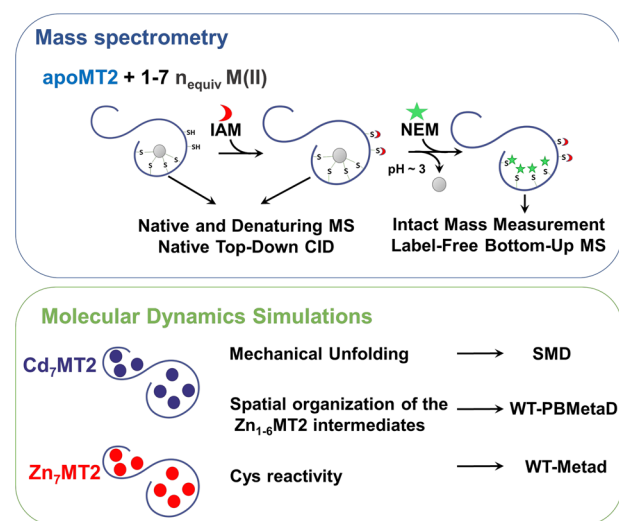 Mass spectrometry
apoMT2 + 1-7 n_equiv M(II)
SH
SH
S
S
S
S
IAM
S
S
S
S
S
S
NEM
pH ~ 3
S
S
S
S
S
S
Native and Denaturing MS
Native Top-Down CID
Intact Mass Measurement
Label-Free Bottom-Up MS
Molecular Dynamics Simulations
Cd₇MT2
Mechanical Unfolding
SMD
Spatial organization of the
Zn₁₋₆MT2 intermediates
WT-PBMetaD
Zn₇MT2
Cys reactivity
WT-Metad